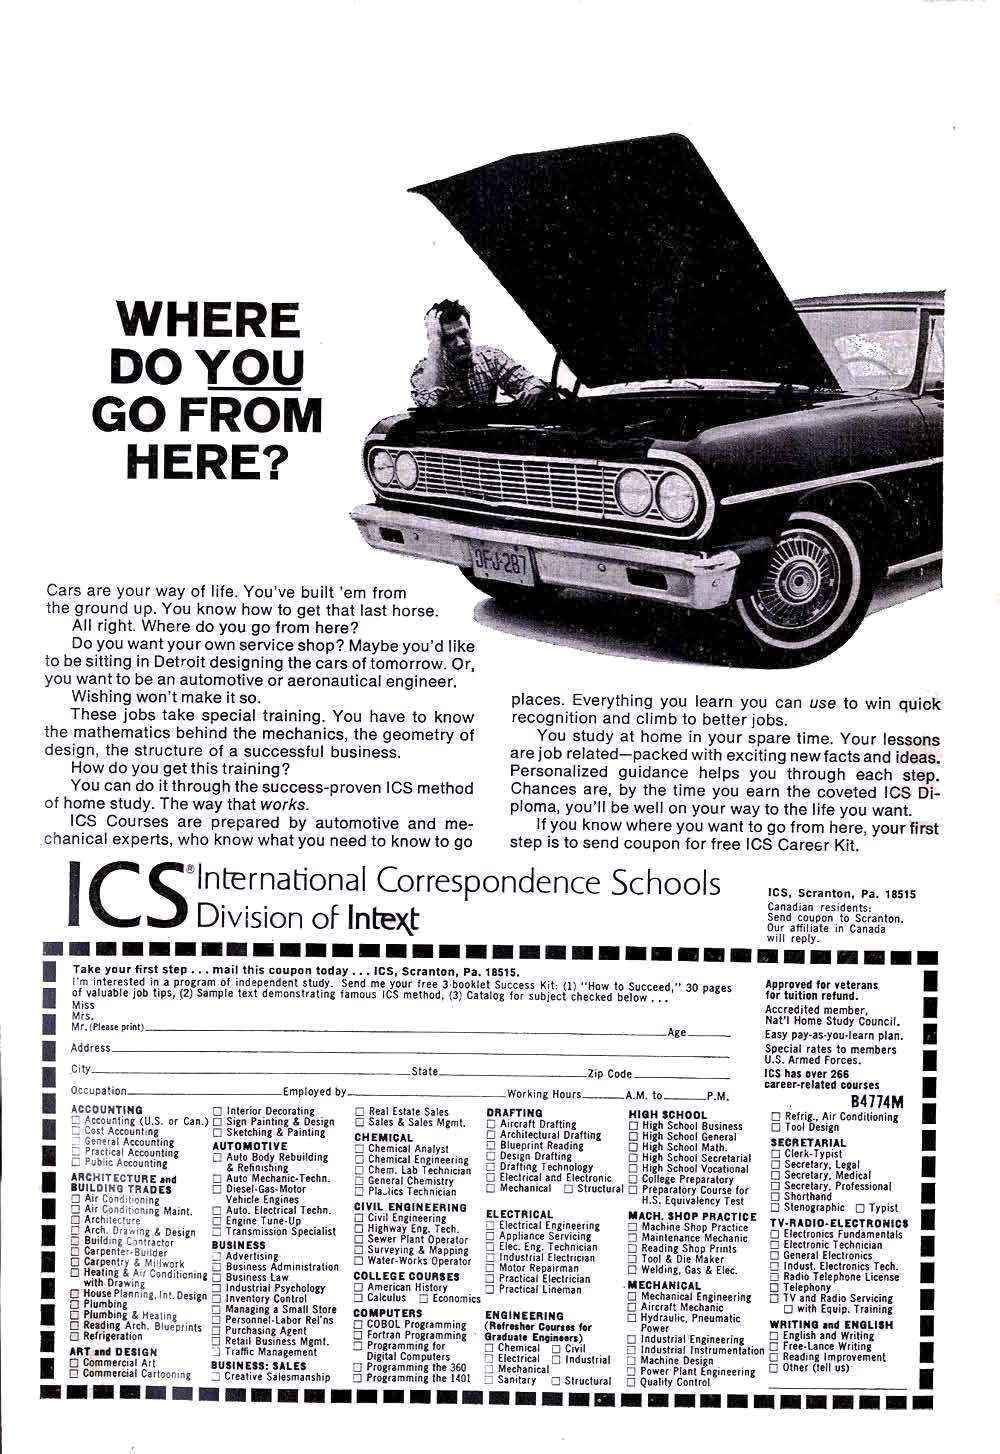 WHERE
DO YOU
GO FROM
HERE?
DFJ-287
Cars are your way of life. You've built 'em from
the ground up. You know how to get that last horse.
All right. Where do you go from here?
Do you want your own service shop? Maybe you'd like
to be sitting in Detroit designing the cars of tomorrow. Or,
you want to be an automotive or aeronautical engineer.
Wishing won't make it so.
These jobs take special training. You have to know
the mathematics behind the mechanics, the geometry of
design, the structure of a successful business.
How do you get this training?
You can do it through the success-proven ICS method
of home study. The way that works.
ICS Courses are prepared by automotive and me-
chanical experts, who know what you need to know to go
places. Everything you learn you can use to win quick
recognition and climb to better jobs.
You study at home in your spare time. Your lessons
are job related—packed with exciting new facts and ideas.
Personalized guidance helps you through each step.
Chances are, by the time you earn the coveted ICS Di-
ploma, you'll be well on your way to the life you want.
If you know where you want to go from here, your first
step is to send coupon for free ICS Career Kit.
ICS® International Correspondence Schools
Division of Intext
ICS, Scranton, Pa. 18515
Canadian residents:
Send coupon to Scranton.
Our affiliate in Canada
will reply.
Take your first step . . . mail this coupon today . . . ICS, Scranton, Pa. 18515.
I'm interested in a program of independent study. Send me your free 3-booklet Success Kit: (1) "How to Succeed," 30 pages
of valuable job tips, (2) Sample text demonstrating famous ICS method, (3) Catalog for subject checked below . . .
Miss
Mrs.
Mr. (Please print) Age
Address
City State Zip Code
Occupation Employed by Working Hours A.M. to P.M.
Approved for veterans
for tuition refund.
Accredited member,
Nat'l Home Study Council.
Easy pay-as-you-learn plan.
Special rates to members
U.S. Armed Forces.
ICS has over 266
career-related courses
B4774M
ACCOUNTING
Accounting (U.S. or Can.)
Cost Accounting
General Accounting
Practical Accounting
Public Accounting
ARCHITECTURE and
BUILDING TRADES
Air Conditioning
Air Conditioning Maint.
Architecture
Arch. Drawing & Design
Building Contractor
Carpenter-Builder
Carpentry & Millwork
Heating & Air Conditioning
with Drawing
House Planning, Int. Design
Plumbing
Plumbing & Heating
Reading Arch. Blueprints
Refrigeration
ART and DESIGN
Commercial Art
Commercial Cartooning
Interior Decorating
Sign Painting & Design
Sketching & Painting
AUTOMOTIVE
Auto Body Rebuilding
& Refinishing
Auto Mechanic-Techn.
Diesel-Gas-Motor
Vehicle Engines
Auto. Electrical Techn.
Engine Tune-Up
Transmission Specialist
BUSINESS
Advertising
Business Administration
Business Law
Industrial Psychology
Inventory Control
Managing a Small Store
Personnel-Labor Rel'ns
Purchasing Agent
Retail Business Mgmt.
Traffic Management
BUSINESS: SALES
Creative Salesmanship
Real Estate Sales
Sales & Sales Mgmt.
CHEMICAL
Chemical Analyst
Chemical Engineering
Chem. Lab Technician
General Chemistry
Plastics Technician
CIVIL ENGINEERING
Civil Engineering
Highway Eng. Tech.
Sewer Plant Operator
Surveying & Mapping
Water-Works Operator
COLLEGE COURSES
American History
Calculus Economics
COMPUTERS
COBOL Programming
Fortran Programming
Programming for
Digital Computers
Programming the 360
Programming the 1401
DRAFTING
Aircraft Drafting
Architectural Drafting
Blueprint Reading
Design Drafting
Drafting Technology
Electrical and Electronic
Mechanical Structural
ELECTRICAL
Electrical Engineering
Appliance Servicing
Elec. Eng. Technician
Industrial Electrician
Motor Repairman
Practical Electrician
Practical Lineman
ENGINEERING
(Refresher Courses for
Graduate Engineers)
Chemical Civil
Electrical Industrial
Mechanical
Sanitary Structural
HIGH SCHOOL
High School Business
High School General
High School Math.
High School Secretarial
High School Vocational
College Preparatory
Preparatory Course for
H.S. Equivalency Test
MACH. SHOP PRACTICE
Machine Shop Practice
Maintenance Mechanic
Reading Shop Prints
Tool & Die Maker
Welding, Gas & Elec.
MECHANICAL
Mechanical Engineering
Aircraft Mechanic
Hydraulic, Pneumatic
Power
Industrial Engineering
Industrial Instrumentation
Machine Design
Power Plant Engineering
Quality Control
Refrig., Air Conditioning
Tool Design
SECRETARIAL
Clerk-Typist
Secretary, Legal
Secretary, Medical
Secretary, Professional
Shorthand
Stenographic Typist
TV-RADIO-ELECTRONICS
Electronics Fundamentals
Electronic Technician
General Electronics
Indust. Electronics Tech.
Radio Telephone License
Telephony
TV and Radio Servicing
with Equip. Training
WRITING and ENGLISH
English and Writing
Free-Lance Writing
Reading Improvement
Other (tell us)